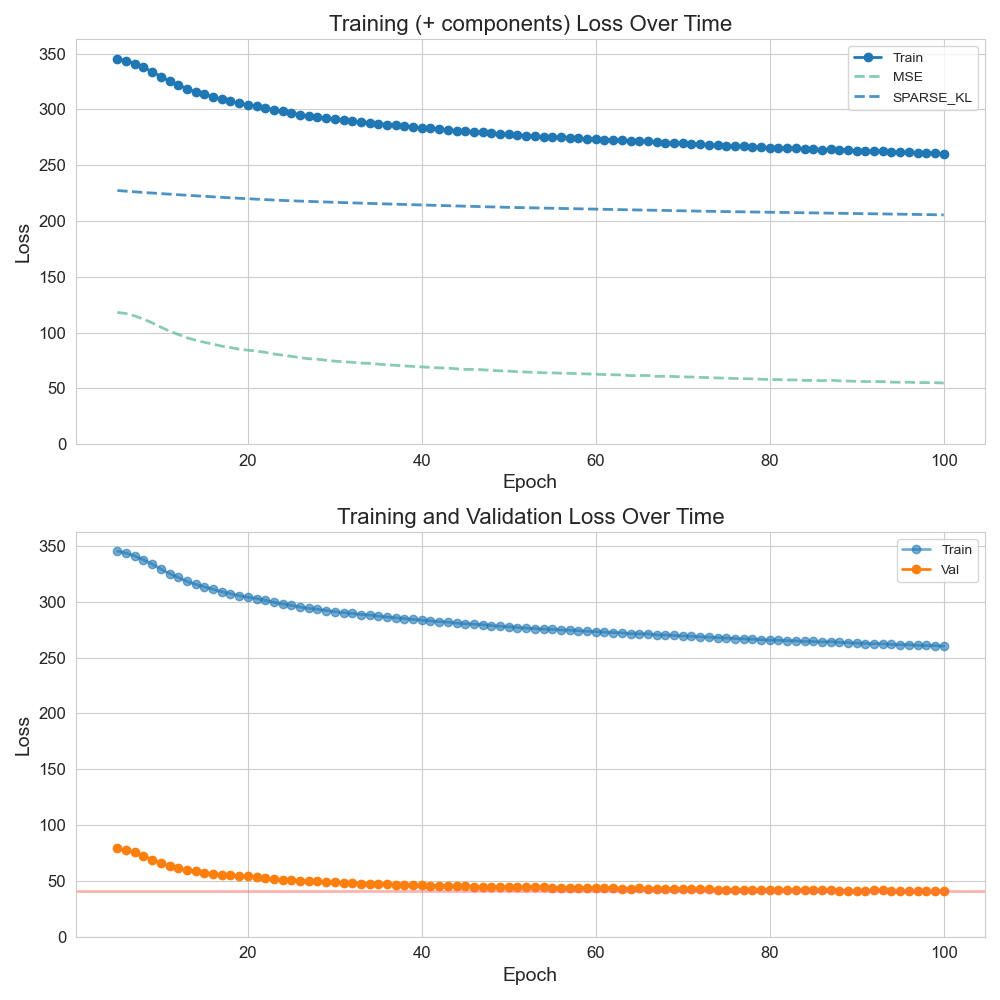 Training (+ components) Loss Over Time
350
300
250
200
150
100
50
0
Loss
Train
MSE
SPARSE_KL
20
40
60
80
100
Epoch
Training and Validation Loss Over Time
350
300
250
200
150
100
50
0
Loss
Train
Val
20
40
60
80
100
Epoch